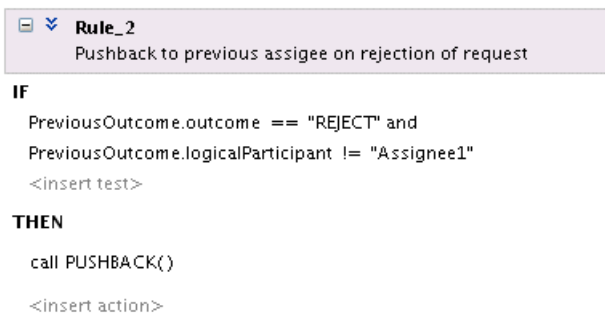 Rule_2
Pushback to previous assigee on rejection of request
IF
PreviousOutcome.outcome == "REJECT" and
PreviousOutcome.logicalParticipant != "Assignee1"
<insert test>
THEN
call PUSHBACK()
<insert action>